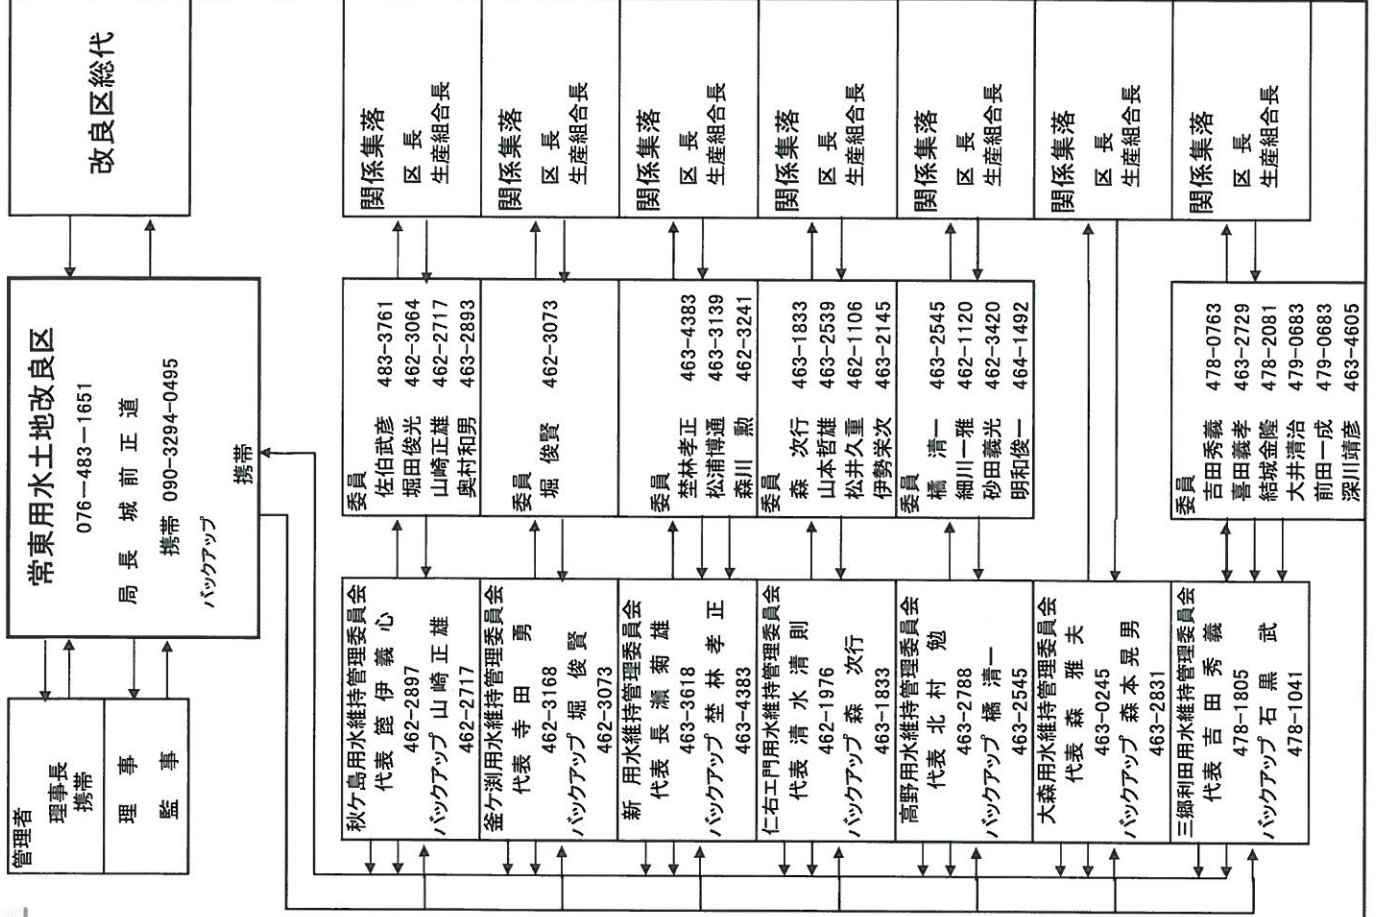 管理者
理事長
携帯
理 事
監 事
常東用水土地改良区
076-483-1651
局 長 城 前 正 道
携帯 090-3294-0495
バックアップ
携帯
改良区総代
秋ケ島用水維持管理委員会
代表 箆 伊 義 心
462-2897
バックアップ 山 崎 正 雄
462-2717
委員
佐伯武彦 483-3761
堀田俊光 462-3064
山崎正雄 462-2717
奥村和男 463-2893
関係集落
区 長
生産組合長
釜ケ渕用水維持管理委員会
代表 寺 田 勇
462-3168
バックアップ 堀 俊 賢
462-3073
委員
堀 俊賢 462-3073
関係集落
区 長
生産組合長
新 用水維持管理委員会
代表 長 瀬 菊 雄
463-3618
バックアップ 埜 林 孝 正
463-4383
委員
埜林孝正 463-4383
松浦博通 463-3139
森川 勲 462-3241
関係集落
区 長
生産組合長
仁右エ門用水維持管理委員会
代表 清 水 清 則
462-1976
バックアップ 森 次行
463-1833
委員
森 次行 463-1833
山本哲雄 463-2539
松井久重 462-1106
伊勢栄次 463-2145
関係集落
区 長
生産組合長
高野用水維持管理委員会
代表 北 村 勉
463-2788
バックアップ 橘 清一
463-2545
委員
橘 清一 463-2545
細川一雅 462-1120
砂田義光 462-3420
明和俊一 464-1492
関係集落
区 長
生産組合長
大森用水維持管理委員会
代表 森 雅 夫
463-0245
バックアップ 森 本 晃 男
463-2831
関係集落
区 長
生産組合長
三郷利田用水維持管理委員会
代表 吉 田 秀 義
478-1805
バックアップ 石 黒 武
478-1041
委員
吉田秀義 478-0763
喜田義孝 463-2729
結城金隆 478-2081
大井清治 479-0683
前田一成 479-0683
深川靖彦 463-4605
関係集落
区 長
生産組合長